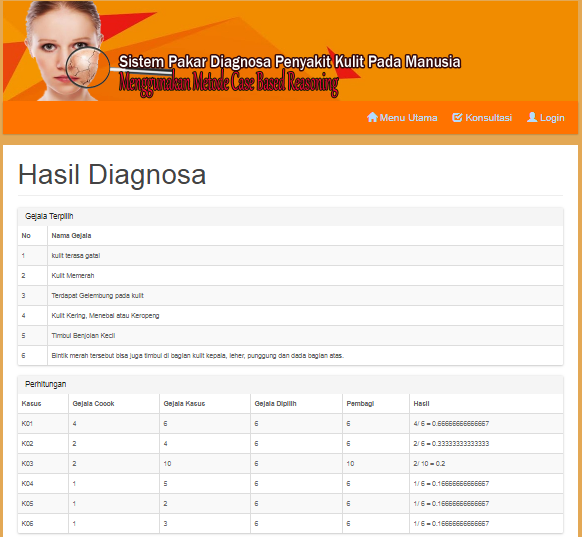 Sistem Pakar Diagnosa Penyakit Kulit Pada Manusia
Menggunakan Metode Case Based Reasoning
Menu Utama Konsultasi Login
Hasil Diagnosa
Gejala Terpilih
No Nama Gejala
1 kulit terasa gatal
2 Kulit Memerah
3 Terdapat Gelembung pada kulit
4 Kulit Kering, Menebal atau Keropeng
5 Timbul Benjolan Kecil
6 Bintik merah tersebut bisa juga timbul di bagian kulit kepala, leher, punggung dan dada bagian atas.
Perhitungan
Kasus Gejala Cocok Gejala Kasus Gejala Dipilih Pembagi Hasil
K01 4 6 6 6 4/ 6 = 0.66666666666667
K02 2 4 6 6 2/ 6 = 0.33333333333333
K03 2 10 6 10 2/ 10 = 0.2
K04 1 5 6 6 1/ 6 = 0.16666666666667
K05 1 2 6 6 1/ 6 = 0.16666666666667
K06 1 3 6 6 1/ 6 = 0.16666666666667